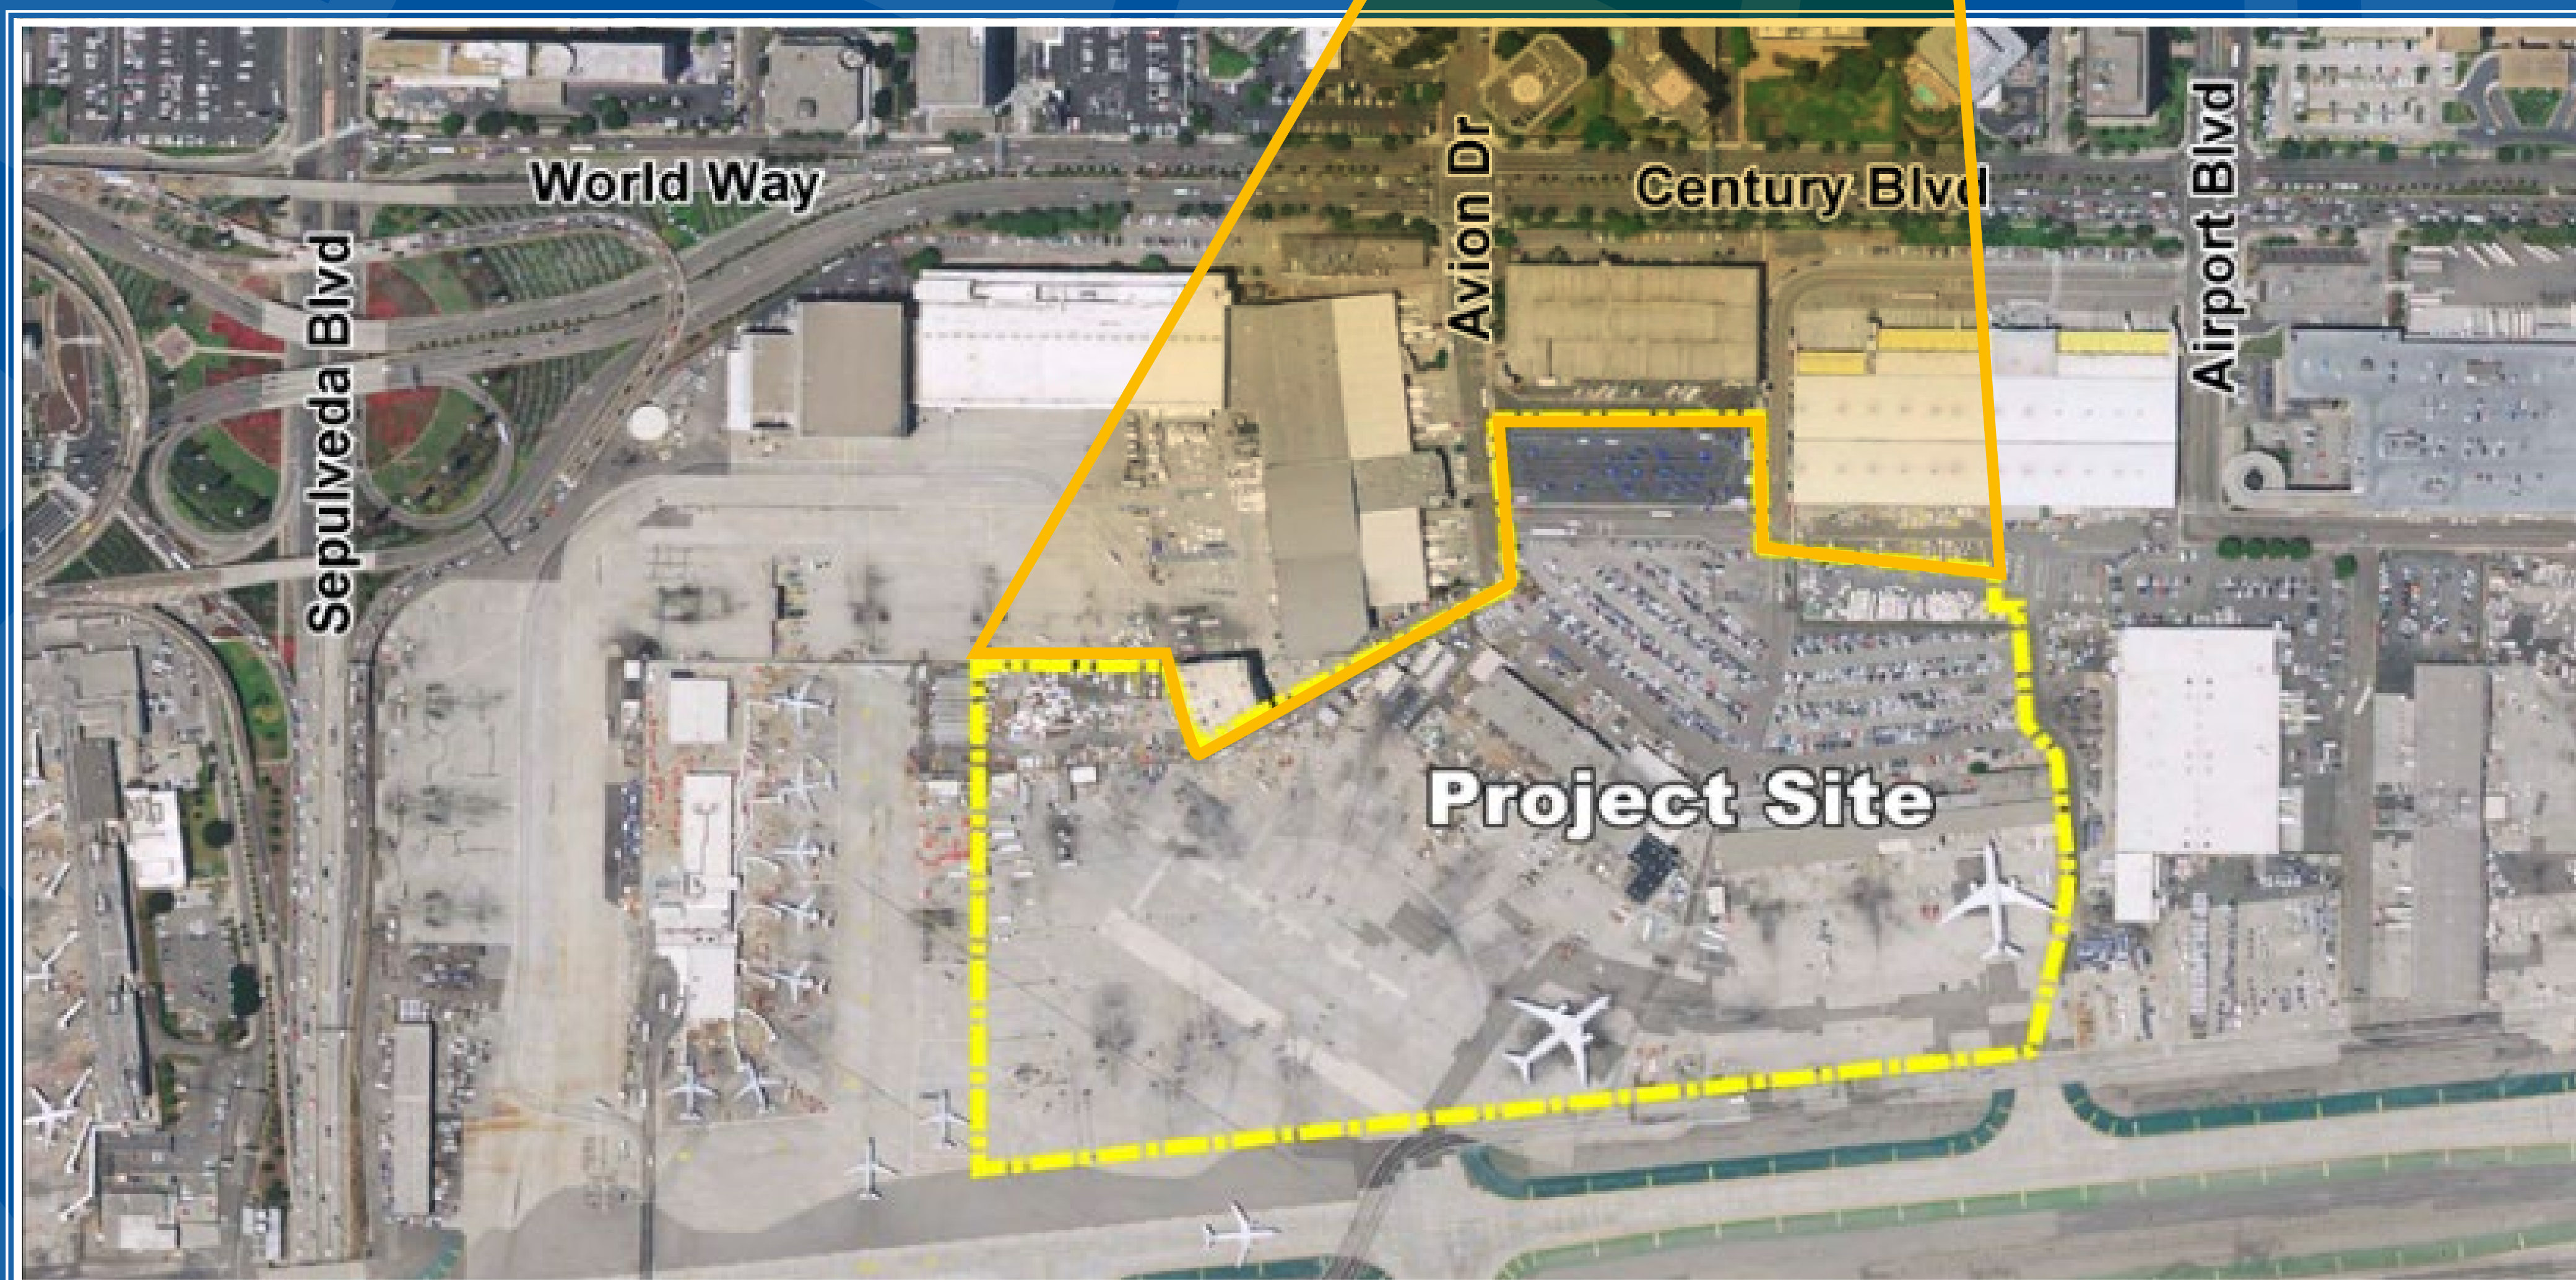 World Way
Sepulveda Blvd
Avion Dr
Century Blvd
Airport Blvd
Project Site